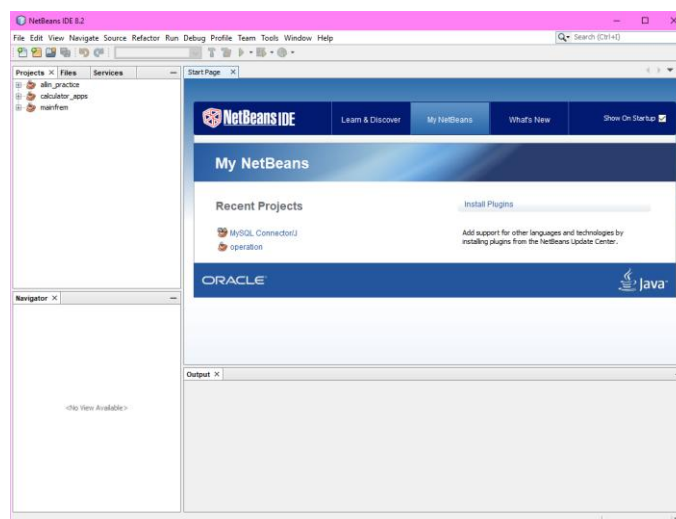 NetBeans IDE 8.2
File Edit View Navigate Source Refactor Run Debug Profile Team Tools Window Help
Search (Ctrl+I)
Projects Files Services
Start Page
alin_practice
calculator_apps
mainfrem
NetBeans IDE
Learn & Discover
My NetBeans
What's New
Show On Startup
My NetBeans
Recent Projects
Install Plugins
MySQL Connector/J
operation
Add support for other languages and technologies by
installing plugins from the NetBeans Update Center.
ORACLE
Java
Navigator
<No View Available>
Output